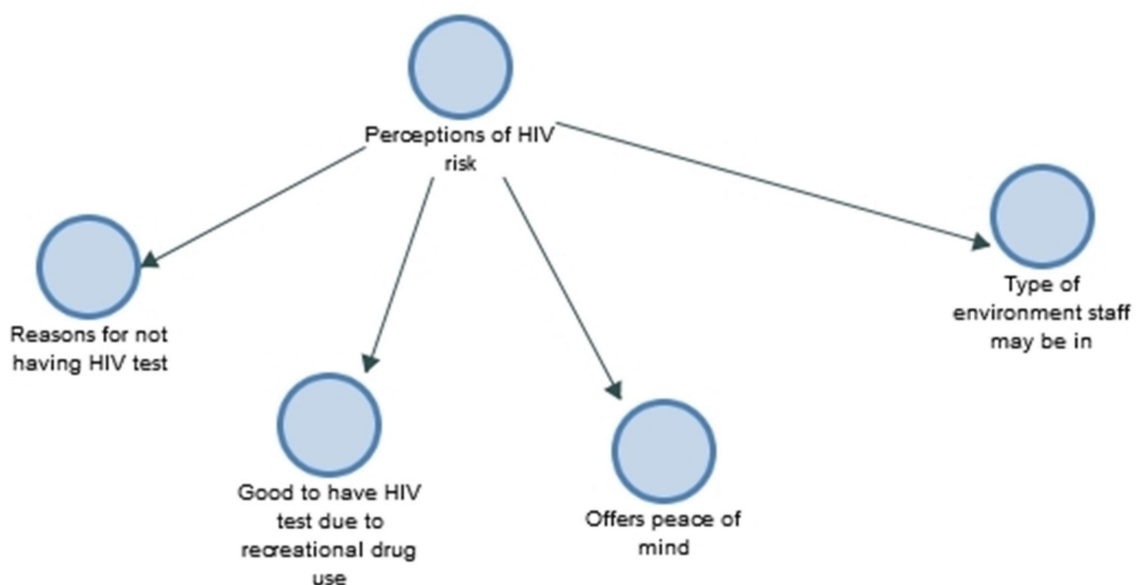 Perceptions of HIV
risk
Reasons for not
having HIV test
Good to have HIV
test due to
recreational drug
use
Offers peace of
mind
Type of
environment staff
may be in